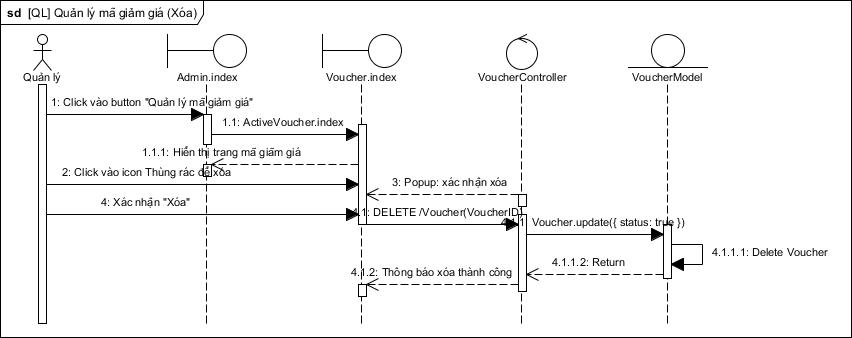 sd [QL] Quản lý mã giảm giá (Xóa)
Quản lý
Admin.index
Voucher.index
VoucherController
VoucherModel
1: Click vào button "Quản lý mã giảm giá"
1.1: ActiveVoucher.index
1.1.1: Hiển thị trang mã giảm giá
2: Click vào icon Thùng rác để xóa
3: Popup: xác nhận xóa
4: Xác nhận "Xóa"
4.1: DELETE /Voucher(VoucherID)
4.1.1: Voucher.update({ status: true })
4.1.1.1: Delete Voucher
4.1.1.2: Return
4.1.2: Thông báo xóa thành công